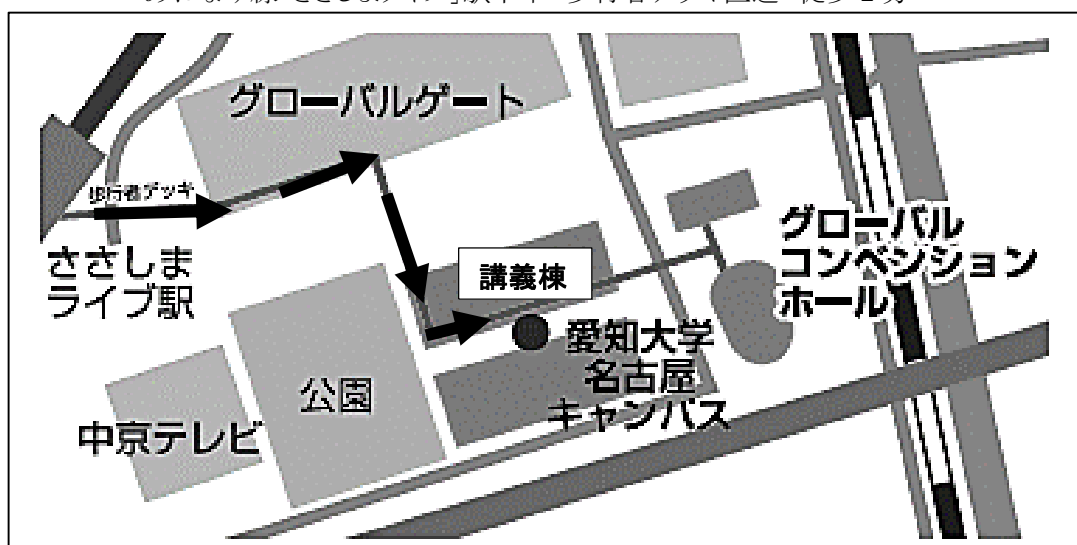 グローバルゲート
歩行者デッキ
ささしま
ライブ駅
講義棟
グローバル
コンベンション
ホール
愛知大学
名古屋
キャンパス
公園
中京テレビ